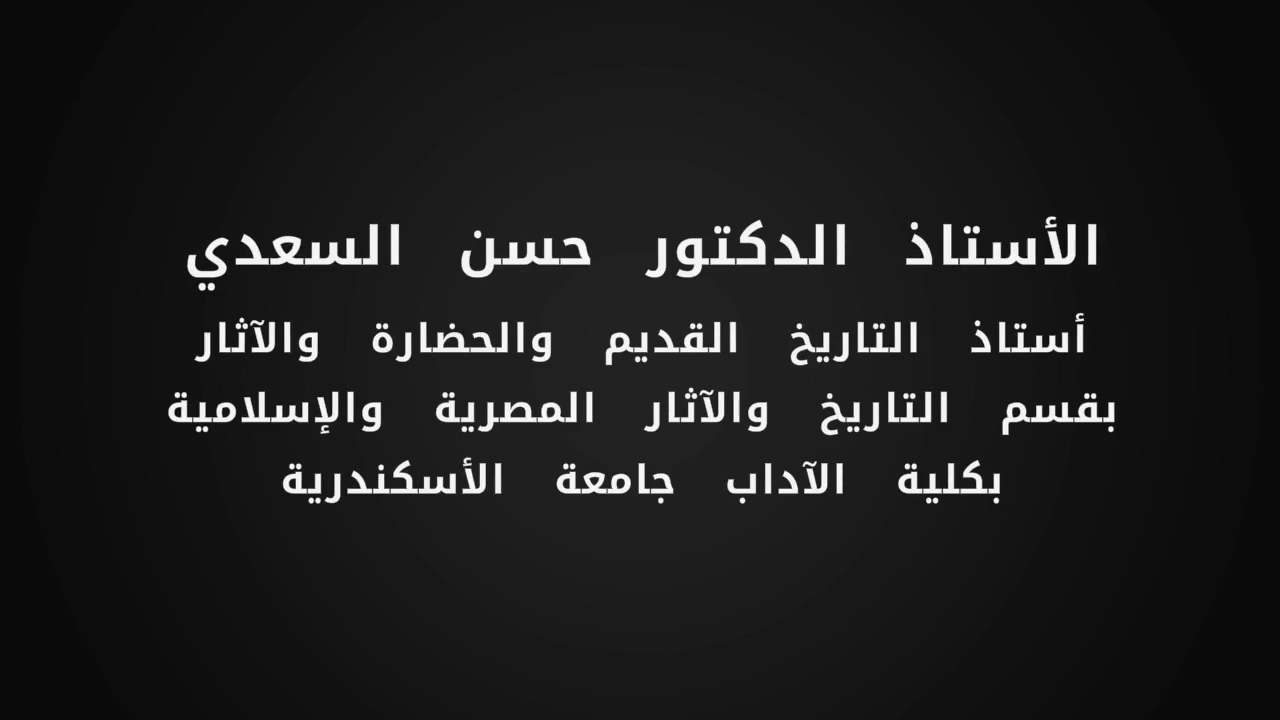 الأستاذ الدكتور حسن السعدي
أستاذ التاريخ القديم والحضارة والآثار
بقسم التاريخ والآثار المصرية والإسلامية
بكلية الآداب جامعة الأسكندرية